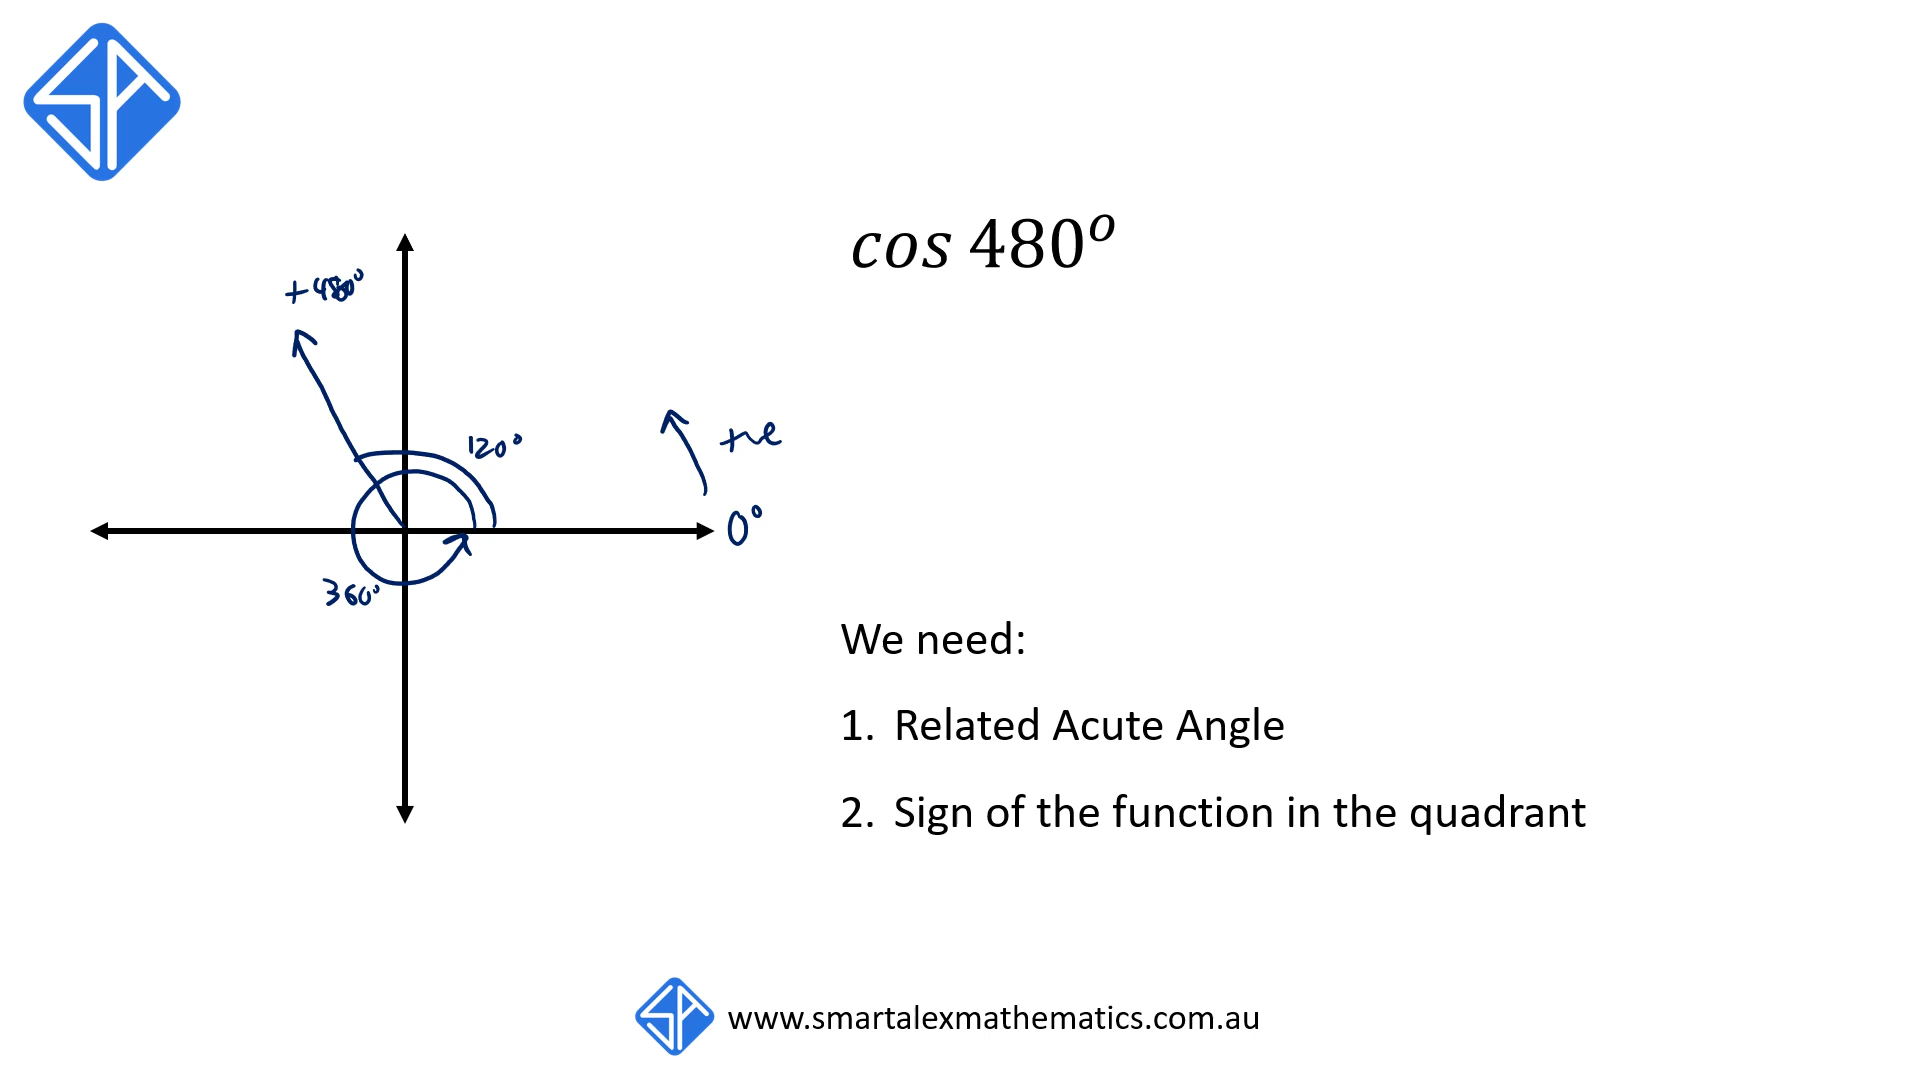 cos 480°
+480°
120°
+ve
0°
360°
We need:
1. Related Acute Angle
2. Sign of the function in the quadrant
www.smartalexmathematics.com.au